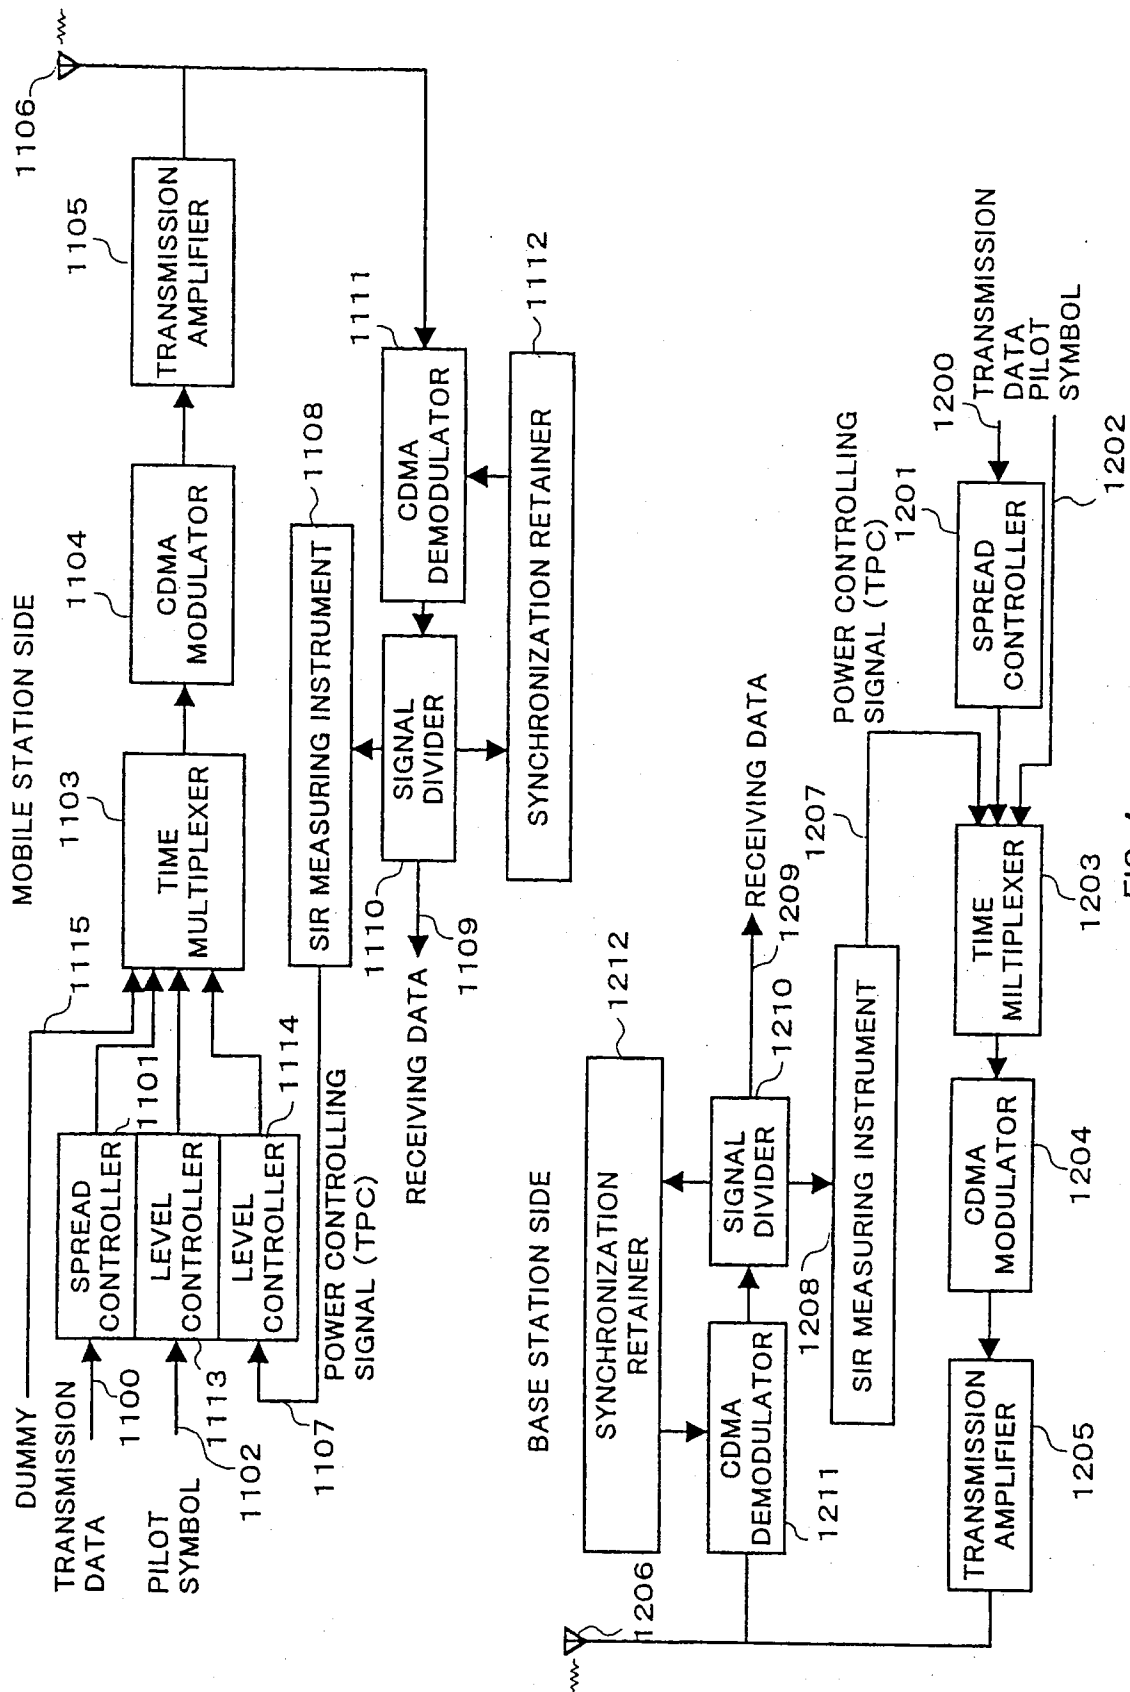 MOBILE STATION SIDE
DUMMY
1115
TRANSMISSION
DATA
1100
SPREAD
CONTROLLER
1101
PILOT
SYMBOL
1102
LEVEL
CONTROLLER
1113
LEVEL
CONTROLLER
1114
1107
POWER CONTROLLING
SIGNAL (TPC)
TIME
MULTIPLEXER
1103
CDMA
MODULATOR
1104
TRANSMISSION
AMPLIFIER
1105
1106
SIR MEASURING INSTRUMENT
1108
RECEIVING DATA
1109
SIGNAL
DIVIDER
1110
CDMA
DEMODULATOR
1111
SYNCHRONIZATION RETAINER
1112
BASE STATION SIDE
1206
SYNCHRONIZATION
RETAINER
1212
CDMA
DEMODULATOR
1211
SIGNAL
DIVIDER
1210
RECEIVING DATA
1209
SIR MEASURING INSTRUMENT
1208
1207
POWER CONTROLLING
SIGNAL (TPC)
TRANSMISSION
AMPLIFIER
1205
CDMA
MODULATOR
1204
TIME
MILTIPLEXER
1203
SPREAD
CONTROLLER
1201
1200
TRANSMISSION
DATA
PILOT
SYMBOL
1202